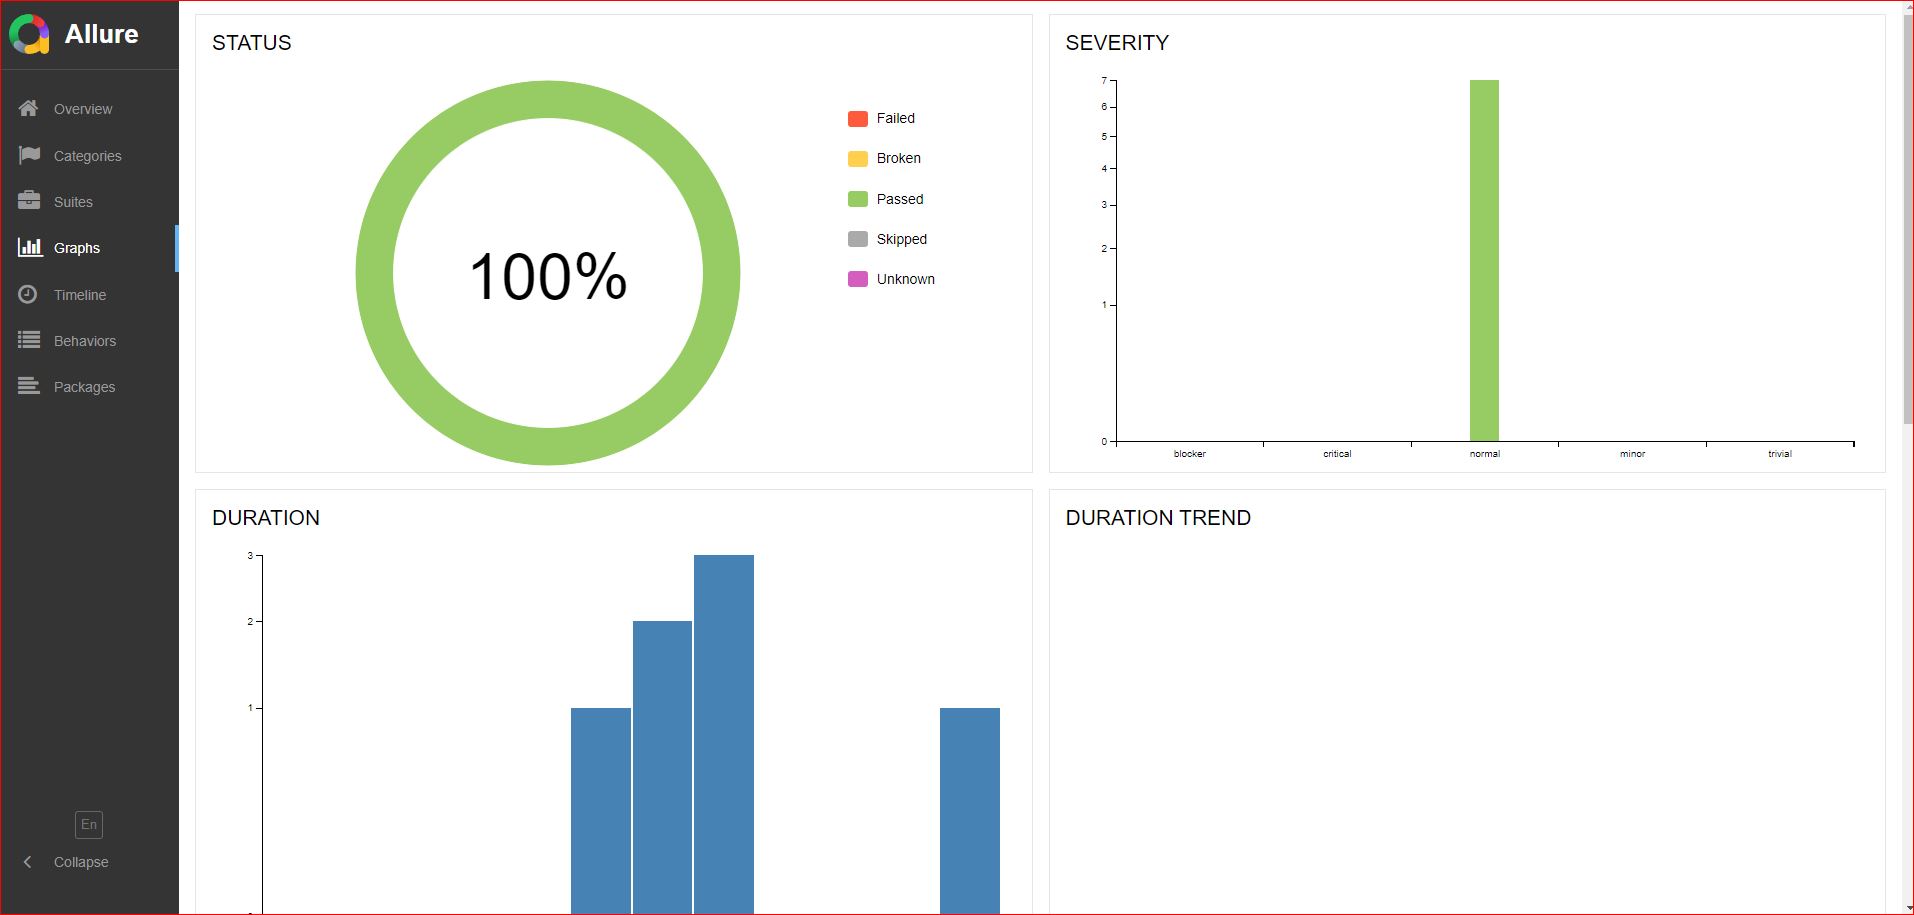 Allure
Overview
Categories
Suites
Graphs
Timeline
Behaviors
Packages
En
Collapse
STATUS
100%
Failed
Broken
Passed
Skipped
Unknown
SEVERITY
7
6
5
4
3
2
1
0
blocker
critical
normal
minor
trivial
DURATION
3
2
1
DURATION TREND